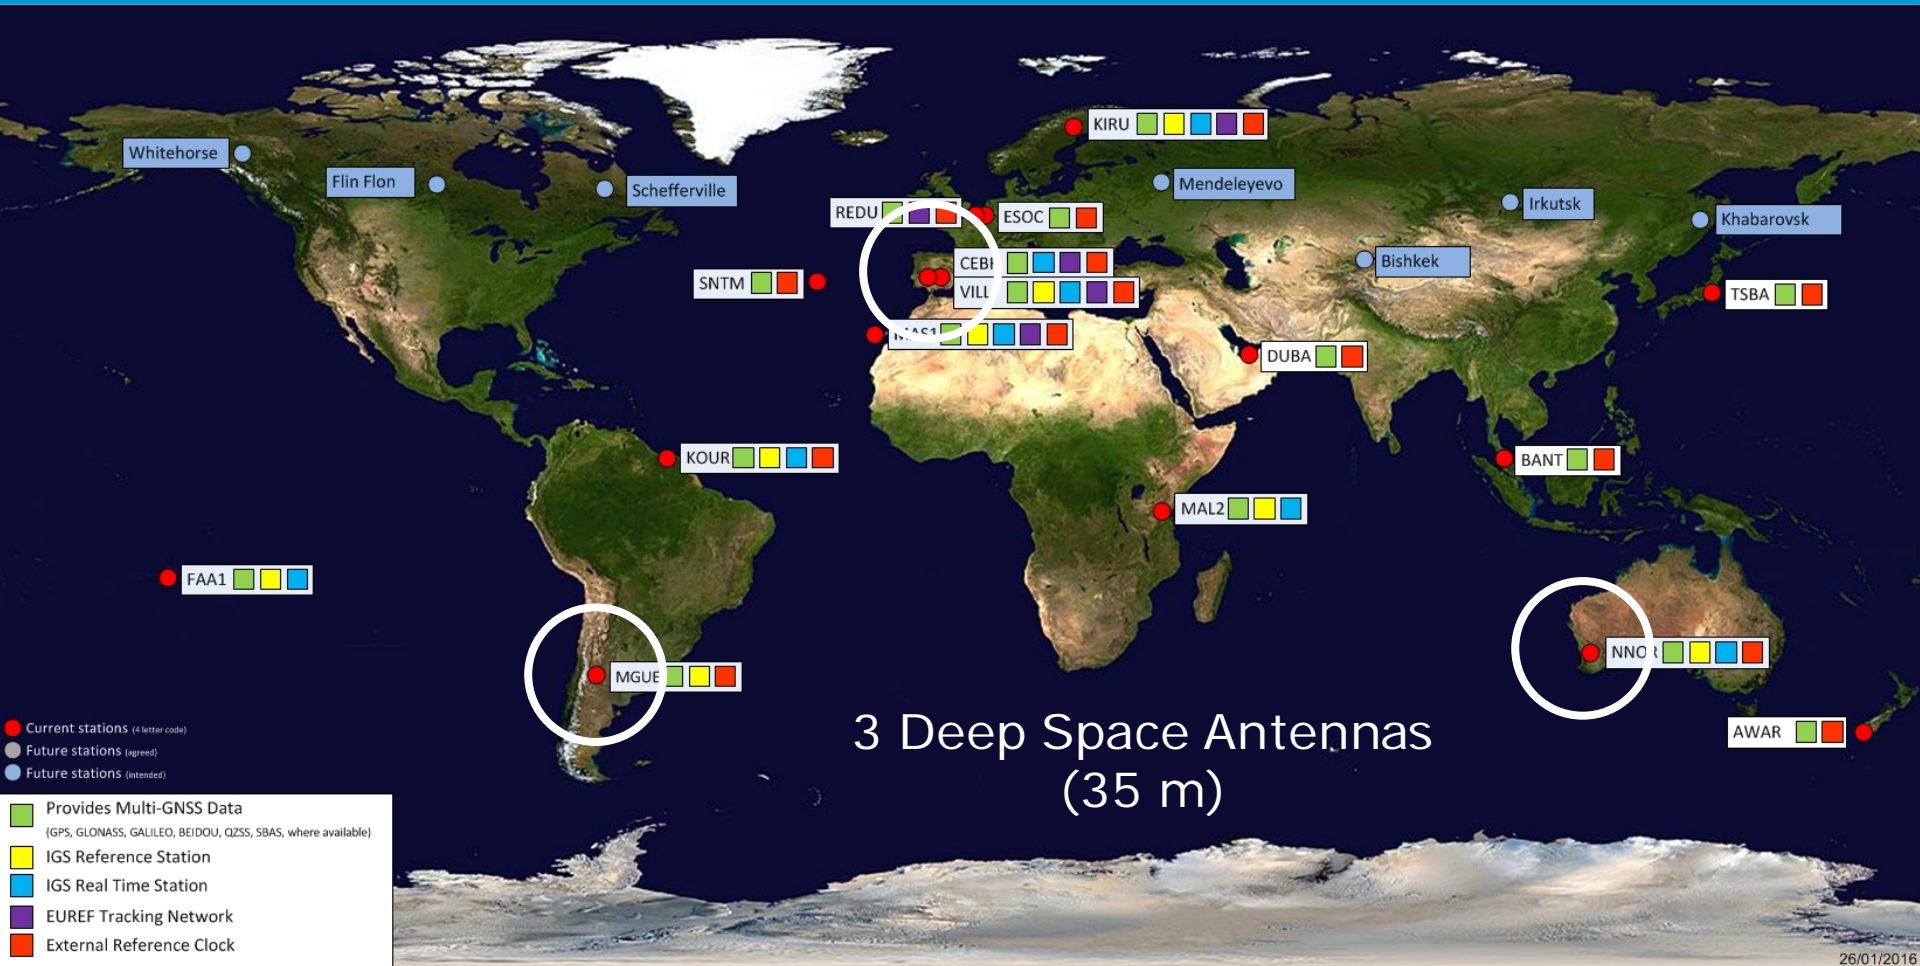 KIRU
Whitehorse
Flin Flon
Schefferville
Mendeleyevo
Irkutsk
Khabarovsk
REDU
ESOC
CEB
Bishkek
SNTM
VILL
TSBA
MAS1
DUBA
KOUR
BANT
MAL2
FAA1
NNOR
MGUE
3 Deep Space Antennas
(35 m)
AWAR
Current stations (4 letter code)
Future stations (agreed)
Future stations (intended)
Provides Multi-GNSS Data
(GPS, GLONASS, GALILEO, BEIDOU, QZSS, SBAS, where available)
IGS Reference Station
IGS Real Time Station
EUREF Tracking Network
External Reference Clock
26/01/2016